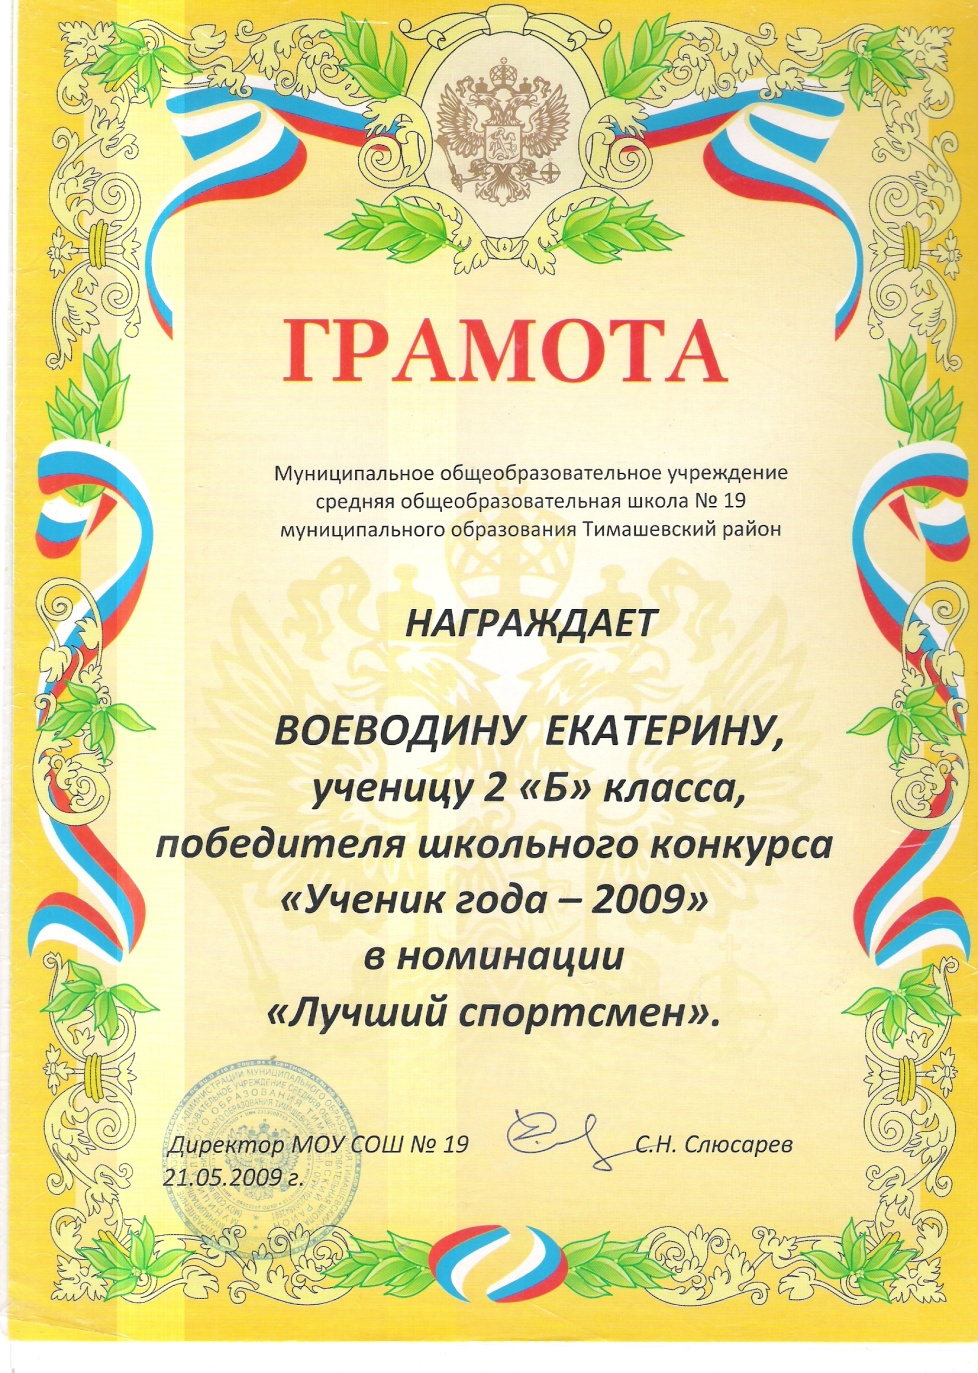 ГРАМОТА
Муниципальное общеобразовательное учреждение
средняя общеобразовательная школа № 19
муниципального образования Тимашевский район
НАГРАЖДАЕТ
ВОЕВОДИНУ ЕКАТЕРИНУ,
ученицу 2 «Б» класса,
победителя школьного конкурса
«Ученик года – 2009»
в номинации
«Лучший спортсмен».
Директор МОУ СОШ № 19 С.Н. Слюсарев
21.05.2009 г.